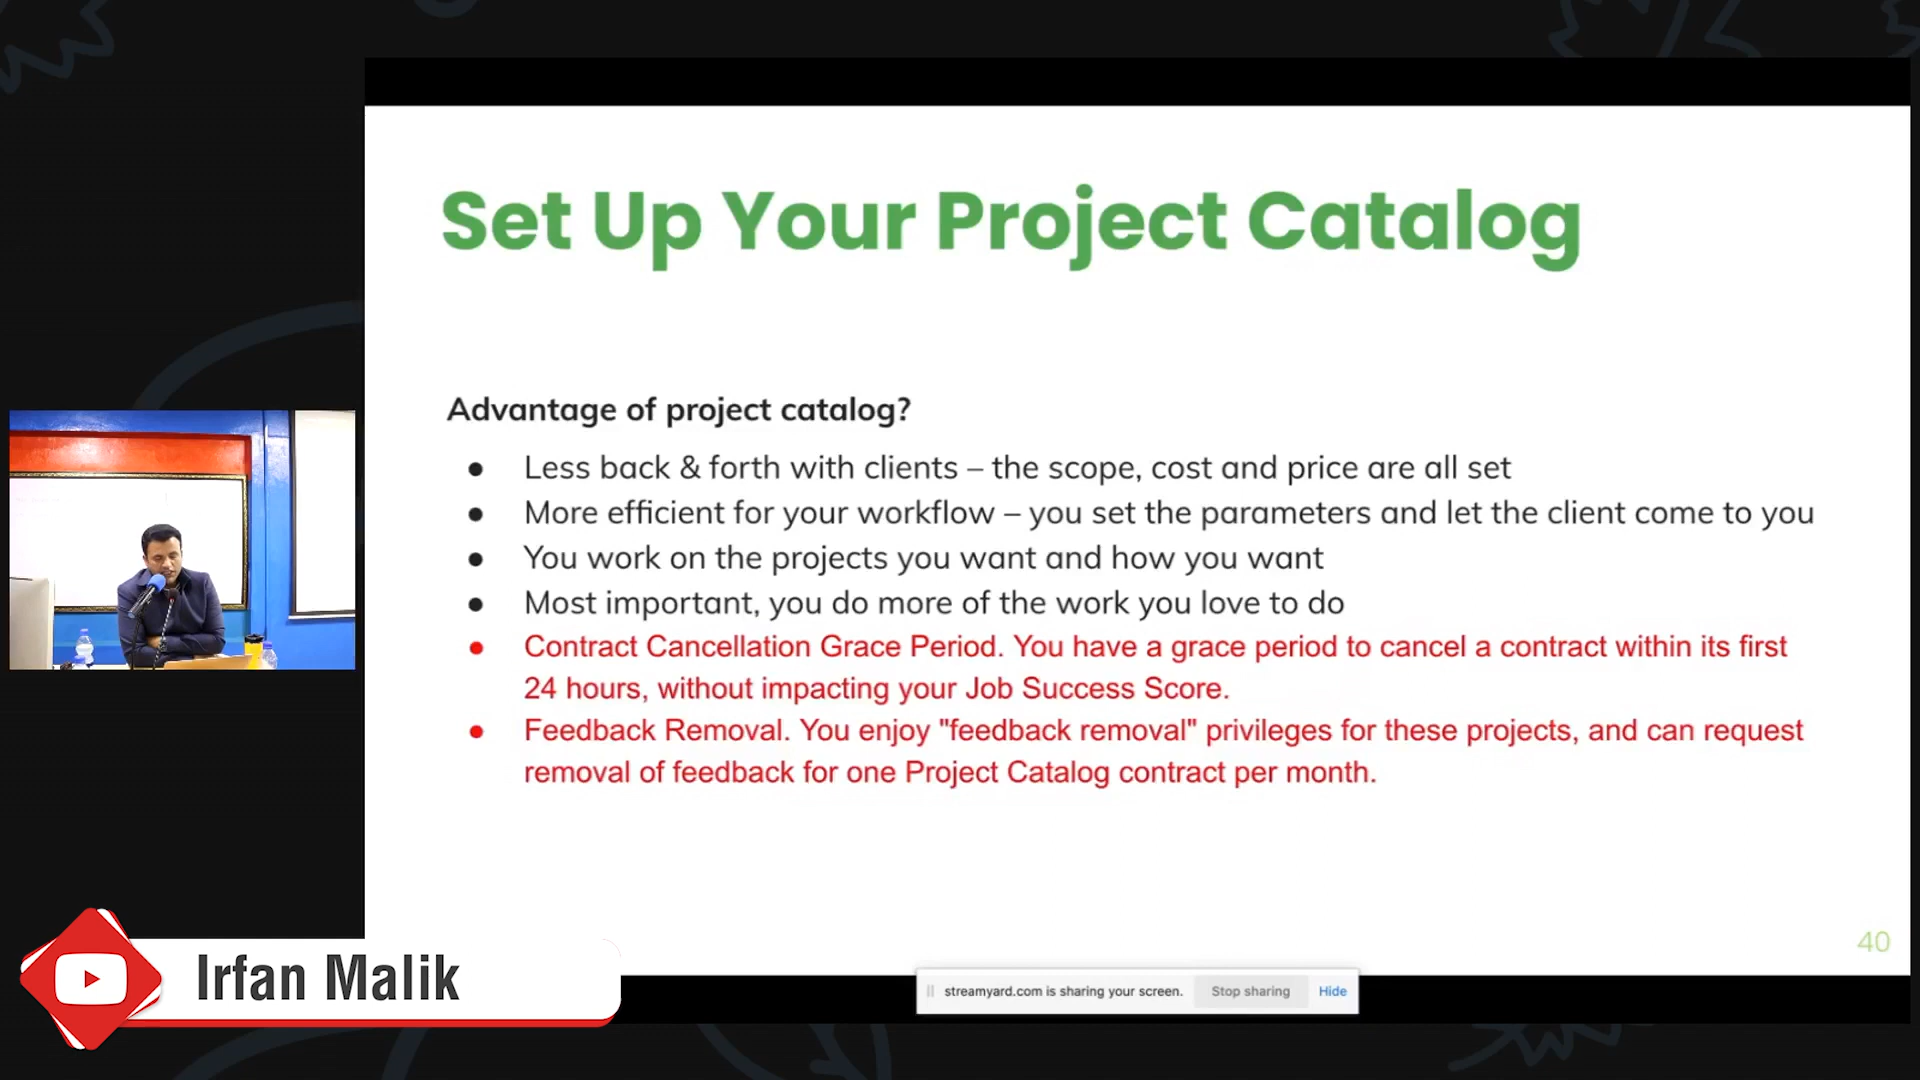 Set Up Your Project Catalog
Advantage of project catalog?
● Less back & forth with clients – the scope, cost and price are all set
● More efficient for your workflow – you set the parameters and let the client come to you
● You work on the projects you want and how you want
● Most important, you do more of the work you love to do
● Contract Cancellation Grace Period. You have a grace period to cancel a contract within its first
24 hours, without impacting your Job Success Score.
● Feedback Removal. You enjoy "feedback removal" privileges for these projects, and can request
removal of feedback for one Project Catalog contract per month.
40
Irfan Malik
streamyard.com is sharing your screen. Stop sharing Hide